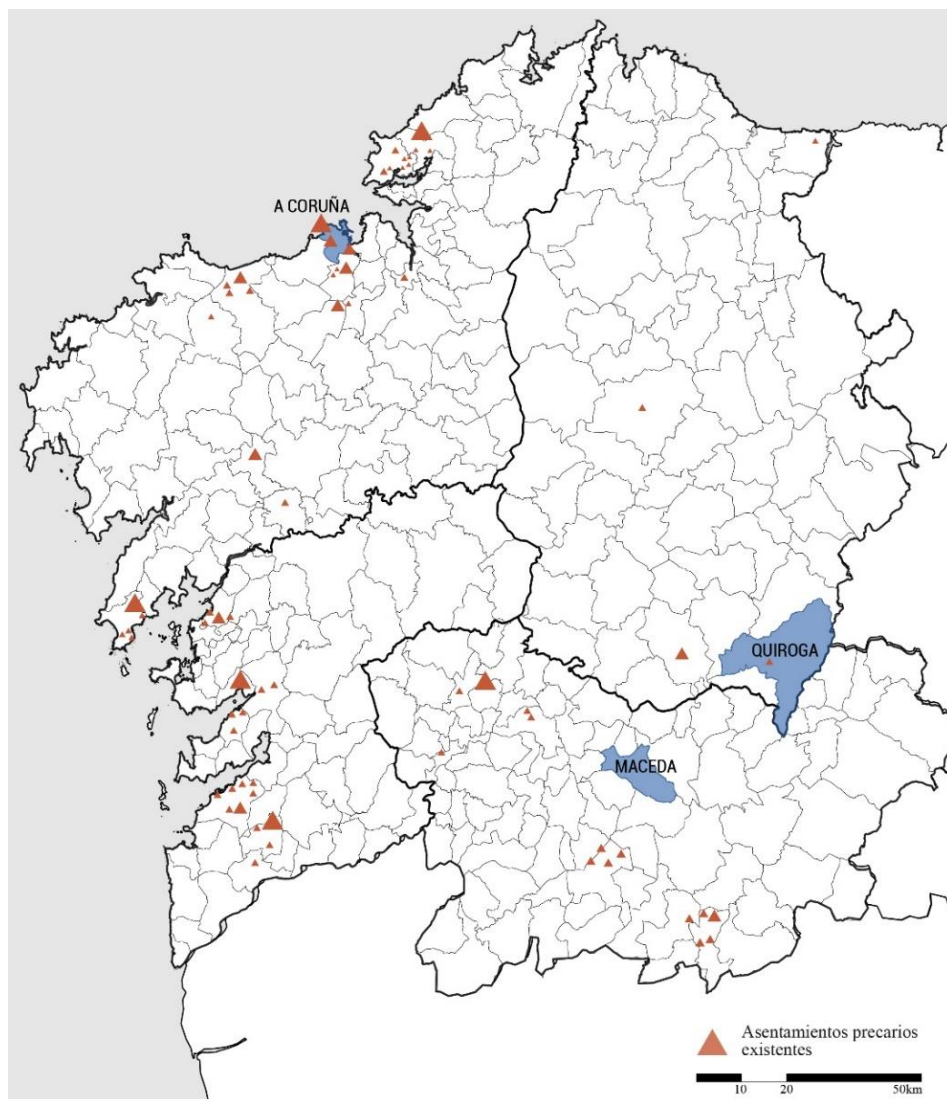 A CORUÑA
QUIROGA
MACEDA
Asentamientos precarios
existentes
10 20 50km